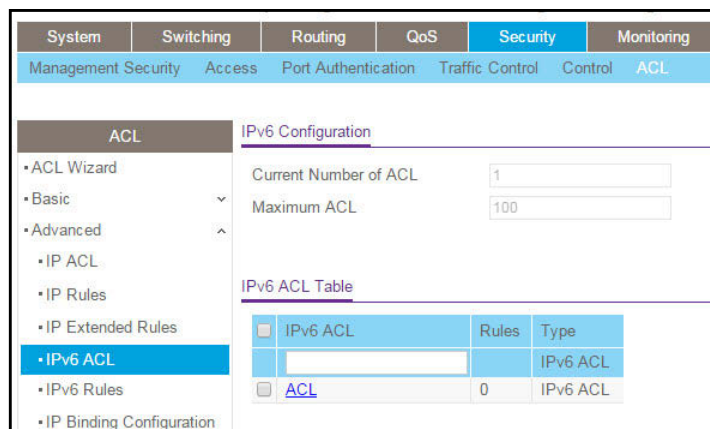 System Switching Routing QoS Security Monitoring
Management Security Access Port Authentication Traffic Control Control ACL
ACL
ACL Wizard
Basic
Advanced
IP ACL
IP Rules
IP Extended Rules
IPv6 ACL
IPv6 Rules
IP Binding Configuration
IPv6 Configuration
Current Number of ACL 1
Maximum ACL 100
IPv6 ACL Table
IPv6 ACL Rules Type
IPv6 ACL
ACL 0 IPv6 ACL